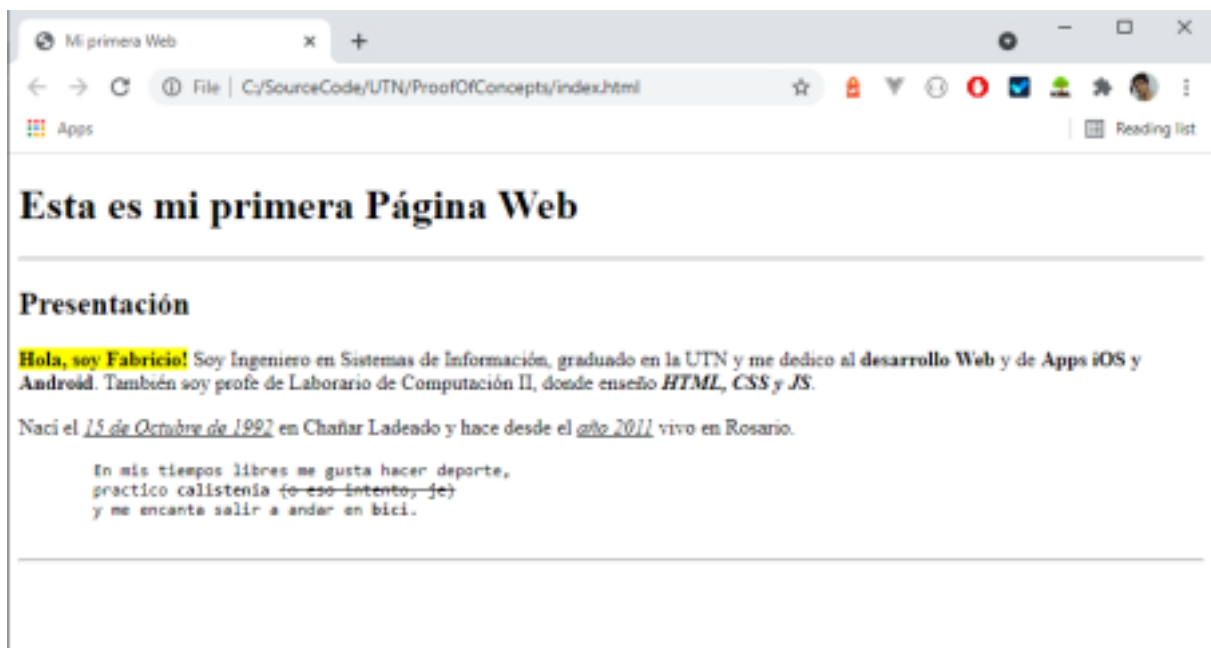 Mi primera Web
File | C:/SourceCode/UTN/ProofOfConcepts/index.html
Apps
Reading list
Esta es mi primera Página Web
Presentación
Hola, soy Fabricio! Soy Ingeniero en Sistemas de Información, graduado en la UTN y me dedico al desarrollo Web y de Apps iOS y
Android. También soy profe de Laborario de Computación II, donde enseño HTML, CSS y JS.
Naci el 15 de Octubre de 1992 en Chañar Ladeado y hace desde el año 2011 vivo en Rosario.
En mis tiempos libres me gusta hacer deporte,
practico calistenia (o eso intento, je)
y me encanta salir a andar en bici.